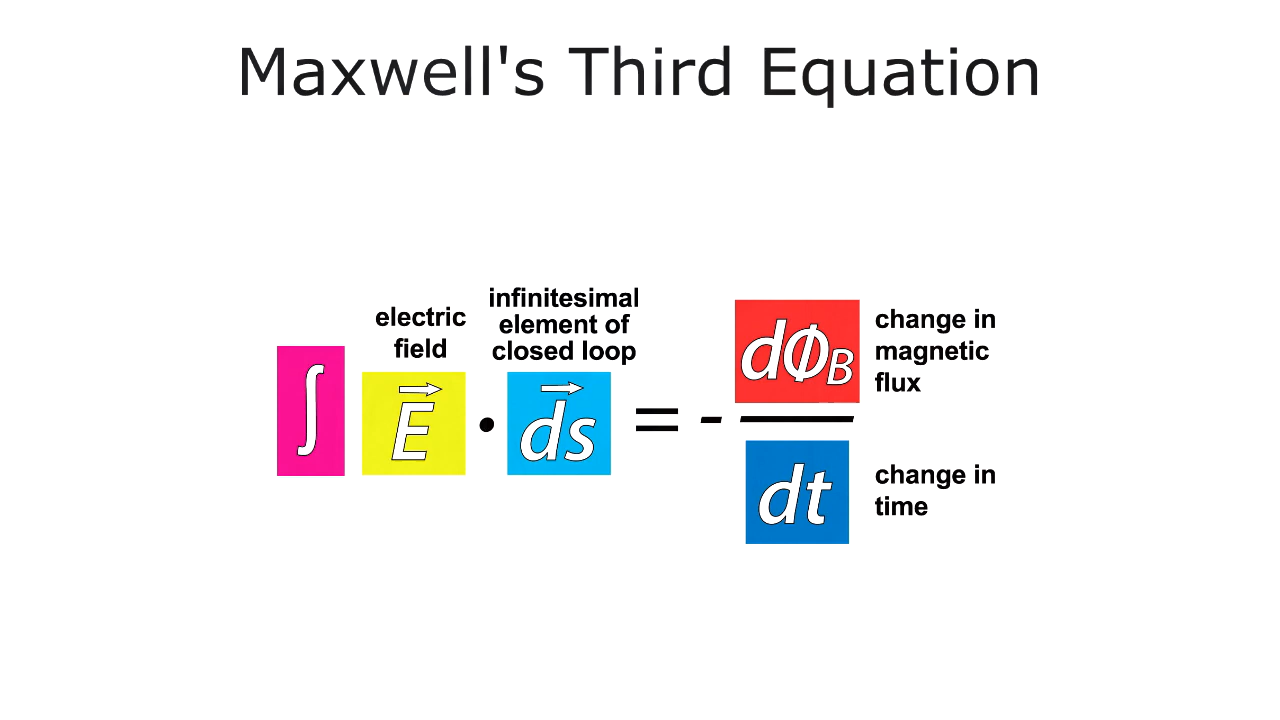 Maxwell's Third Equation
infinitesimal
element of
closed loop
electric
field
∫ E⃗ · d⃗s = - dΦB
dt
change in
magnetic
flux
change in
time